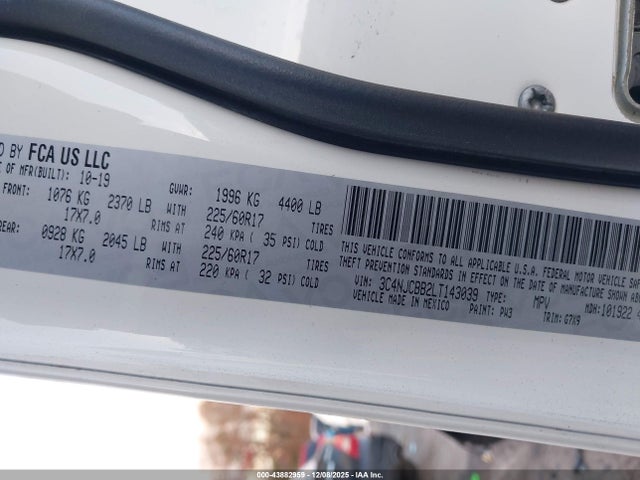 D BY FCA US LLC
E OF MFR(BUILT): 10-19
GVWR: 1996 KG 4400 LB
FRONT: 1076 KG 2370 LB WITH 225/60R17 TIRES
17X7.0 RIMS AT 240 KPA ( 35 PSI) COLD
REAR: 0928 KG 2045 LB WITH 225/60R17 TIRES
17X7.0 RIMS AT 220 KPA ( 32 PSI) COLD
THIS VEHICLE CONFORMS TO ALL APPLICABLE U.S.A. FEDERAL MOTOR VEHICLE SAF
THEFT PREVENTION STANDARDS IN EFFECT ON THE DATE OF MAN
VIN: 3C4NJCBB2LT143039 TYPE: MPV MDH: 101922
VEHICLE MADE IN MEXICO PAINT: PW3 TRIM: G7X9
000-43882959 - 12/08/2025 - IAA Inc.